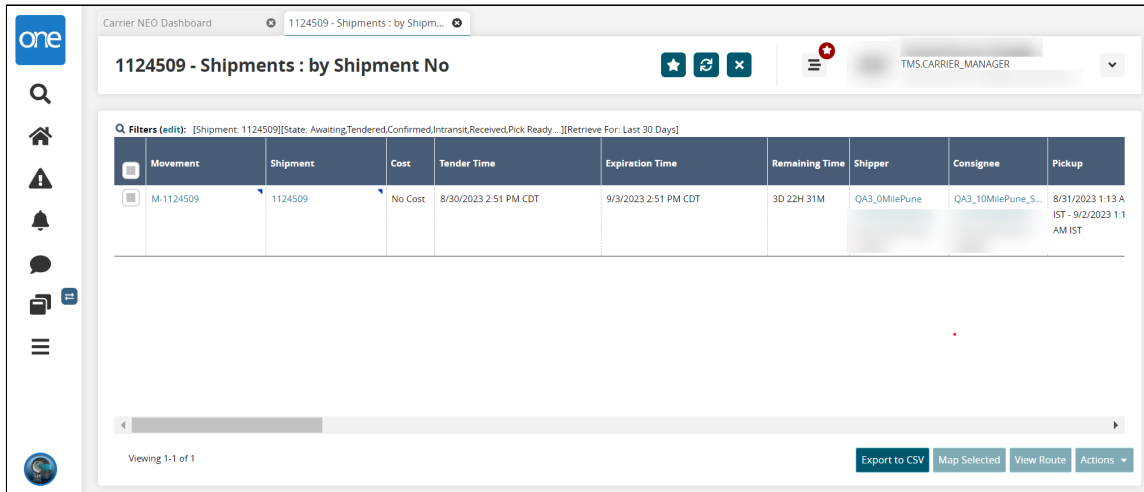 one
Carrier NEO Dashboard
1124509 - Shipments : by Shipm...
1124509 - Shipments : by Shipment No
TMS.CARRIER_MANAGER
Filters (edit): [Shipment: 1124509][State: Awaiting,Tendered,Confirmed,Intransit,Received,Pick Ready ...][Retrieve For: Last 30 Days]
Movement Shipment Cost Tender Time Expiration Time Remaining Time Shipper Consignee Pickup
M-1124509 1124509 No Cost 8/30/2023 2:51 PM CDT 9/3/2023 2:51 PM CDT 3D 22H 31M QA3_0MilePune QA3_10MilePune_S... 8/31/2023 1:13 A
IST - 9/2/2023 1:1
AM IST
Viewing 1-1 of 1
Export to CSV Map Selected View Route Actions